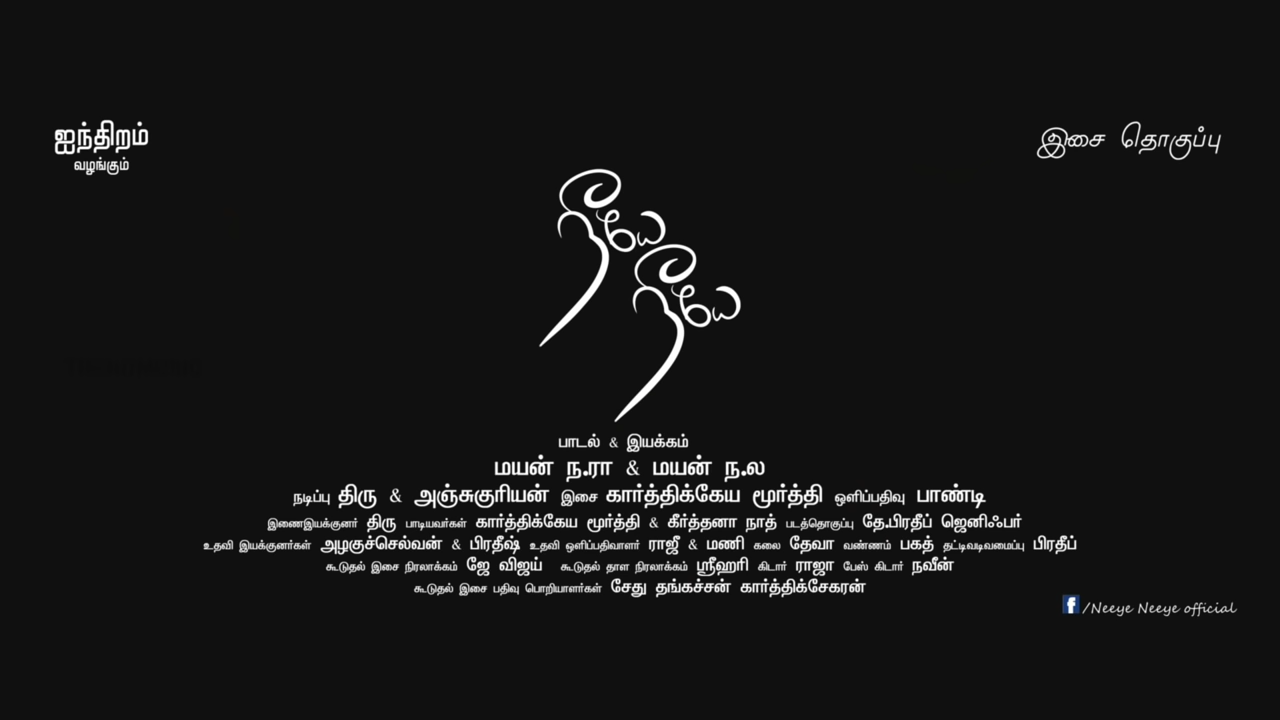 ஐந்திறம்
வழங்கும்
இசை தொகுப்பு
நீயே
நீயே
பாடல் & இயக்கம்
மயன் ந.ரா & மயன் ந.ல
நடிப்பு திரு & அஞ்சுகுரியன் இசை கார்த்திக்கேய மூர்த்தி ஒளிப்பதிவு பாண்டி
இணைஇயக்குனர் திரு பாடியவர்கள் கார்த்திக்கேய மூர்த்தி & கீர்த்தனா நாத் படத்தொகுப்பு தே.பிரதீப் ஜெனிஃபர்
உதவி இயக்குனர்கள் அழகுச்செல்வன் & பிரதீஷ் உதவி ஒளிப்பதிவாளர் ராஜீ & மணி கலை தேவா வண்ணம் பகத் தட்டிவடிவமைப்பு பிரதீப்
கூடுதல் இசை நிரலாக்கம் ஜே விஜய் கூடுதல் தாள நிரலாக்கம் ஸ்ரீஹரி கிடார் ராஜா பேஸ் கிடார் நவீன்
கூடுதல் இசை பதிவு பொறியாளர்கள் சேது தங்கச்சன் கார்த்திக்சேகரன்
f /Neeye Neeye official